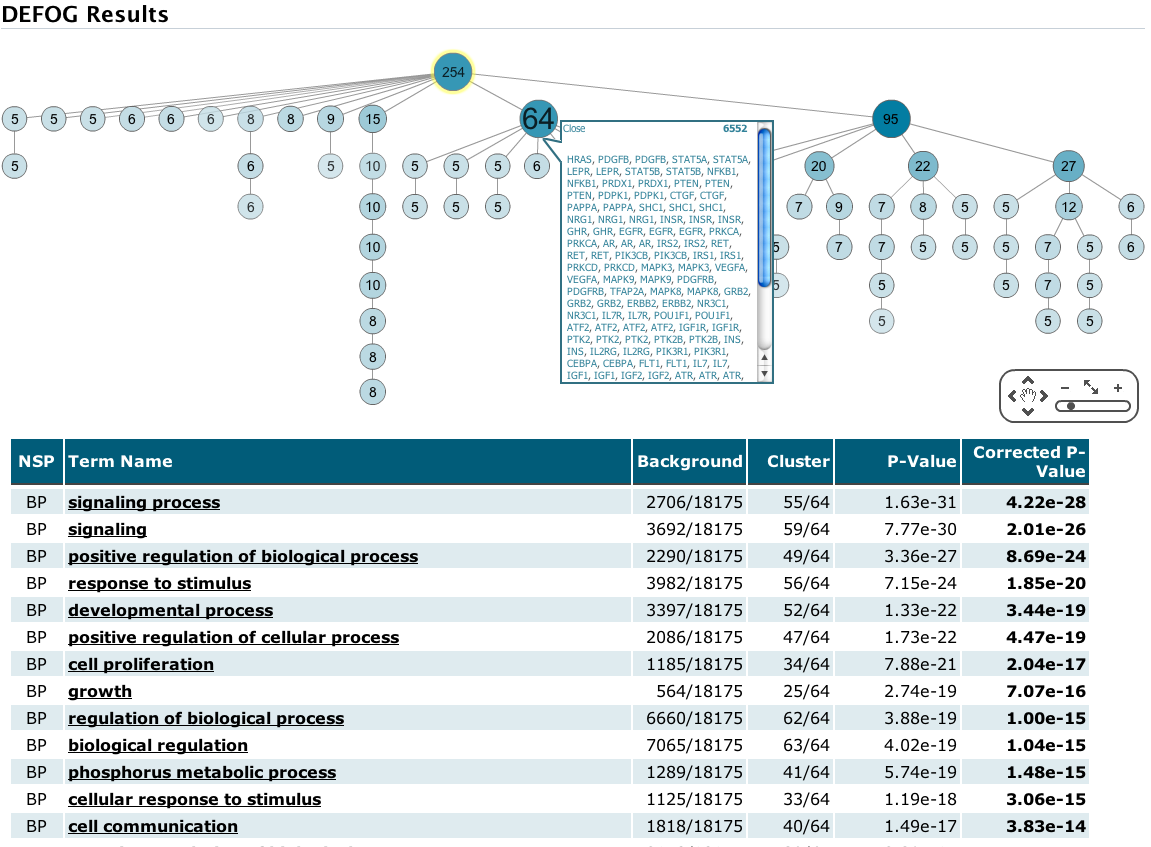 DEFOG Results
254
5 5 5 6 6 6 8 8 9 15 64 95
Close 6552
5 6 5 10 5 5 5 6 20 22 27
6 10 5 5 5 7 9 7 8 5 5 12 6
10 5 7 7 5 5 5 7 5 6
10 5 5 5 7 5
8 5 5 5
8
8
HRAS, PDGFB, PDGFB, STAT5A, STAT5A,
LEPR, LEPR, STAT5B, STAT5B, NFKB1,
NFKB1, PRDX1, PRDX1, PTEN, PTEN,
PTEN, PDPK1, PDPK1, CTGF, CTGF,
PAPPA, PAPPA, SHC1, SHC1, SHC1,
NRG1, NRG1, NRG1, INSR, INSR, INSR,
GHR, GHR, EGFR, EGFR, EGFR, PRKCA,
PRKCA, AR, AR, AR, IRS2, IRS2, RET,
RET, RET, PIK3CB, PIK3CB, IRS1, IRS1,
PRKCD, PRKCD, MAPK3, MAPK3, VEGFA,
VEGFA, MAPK9, MAPK9, PDGFRB,
PDGFRB, TFAP2A, MAPK8, MAPK8, GRB2,
GRB2, GRB2, ERBB2, ERBB2, NR3C1,
NR3C1, IL7R, IL7R, POU1F1, POU1F1,
ATF2, ATF2, ATF2, ATF2, IGF1R, IGF1R,
PTK2, PTK2, PTK2, PTK2B, PTK2B, INS,
INS, IL2RG, IL2RG, PIK3R1, PIK3R1,
CEBPA, CEBPA, FLT1, FLT1, IL7, IL7,
IGF1, IGF1, IGF2, IGF2, ATR, ATR, ATR,
NSP Term Name Background Cluster P-Value Corrected P-
Value
BP signaling process 2706/18175 55/64 1.63e-31 4.22e-28
BP signaling 3692/18175 59/64 7.77e-30 2.01e-26
BP positive regulation of biological process 2290/18175 49/64 3.36e-27 8.69e-24
BP response to stimulus 3982/18175 56/64 7.15e-24 1.85e-20
BP developmental process 3397/18175 52/64 1.33e-22 3.44e-19
BP positive regulation of cellular process 2086/18175 47/64 1.73e-22 4.47e-19
BP cell proliferation 1185/18175 34/64 7.88e-21 2.04e-17
BP growth 564/18175 25/64 2.74e-19 7.07e-16
BP regulation of biological process 6660/18175 62/64 3.88e-19 1.00e-15
BP biological regulation 7065/18175 63/64 4.02e-19 1.04e-15
BP phosphorus metabolic process 1289/18175 41/64 5.74e-19 1.48e-15
BP cellular response to stimulus 1125/18175 33/64 1.19e-18 3.06e-15
BP cell communication 1818/18175 40/64 1.49e-17 3.83e-14